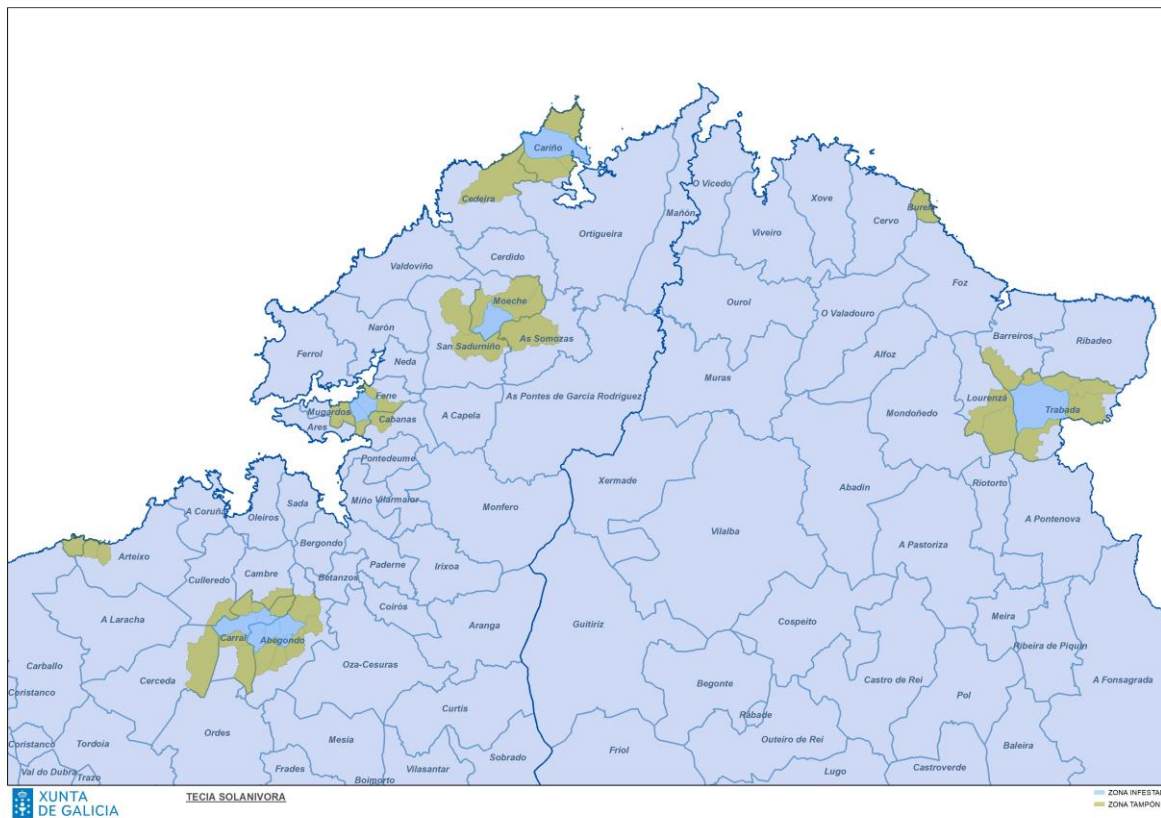 Cariño
Cedeira
O Vicedo
Xove
Burela
Mañón
Cervo
Ortigueira
Viveiro
Cerdido
Valdoviño
Foz
Moeche
Ourol
O Valadouro
Narón
Barreiros
Ribadeo
San Sadurniño
As Somozas
Ferrol
Alfoz
Neda
Muras
As Pontes de García Rodríguez
Fene
Lourenzá
Mugardos
Trabada
A Capela
Cabanas
Mondoñedo
Ares
Pontedeume
Xermade
Abadín
Riotorto
Miño
Vilarmaior
Sada
Monfero
A Coruña
Oleiros
A Pontenova
Vilalba
Bergondo
A Pastoriza
Arteixo
Paderne
Irixoa
Cambre
Culleredo
Betanzos
Coirós
A Laracha
Meira
Cospeito
Guitiriz
Aranga
Carral
Abegondo
Ribeira de Piquín
Oza-Cesuras
Carballo
Cerceda
Castro de Rei
A Fonsagrada
Begonte
Coristanco
Pol
Curtis
Rábade
Ordes
Mesía
Outeiro de Rei
Coristanco
Tordoia
Baleira
Friol
Sobrado
Val do Dubra
Trazo
Frades
Vilasantar
Boimorto
Lugo
Castroverde
XUNTA
DE GALICIA
TECIA SOLANIVORA
ZONA INFESTA
ZONA TAMPÓN